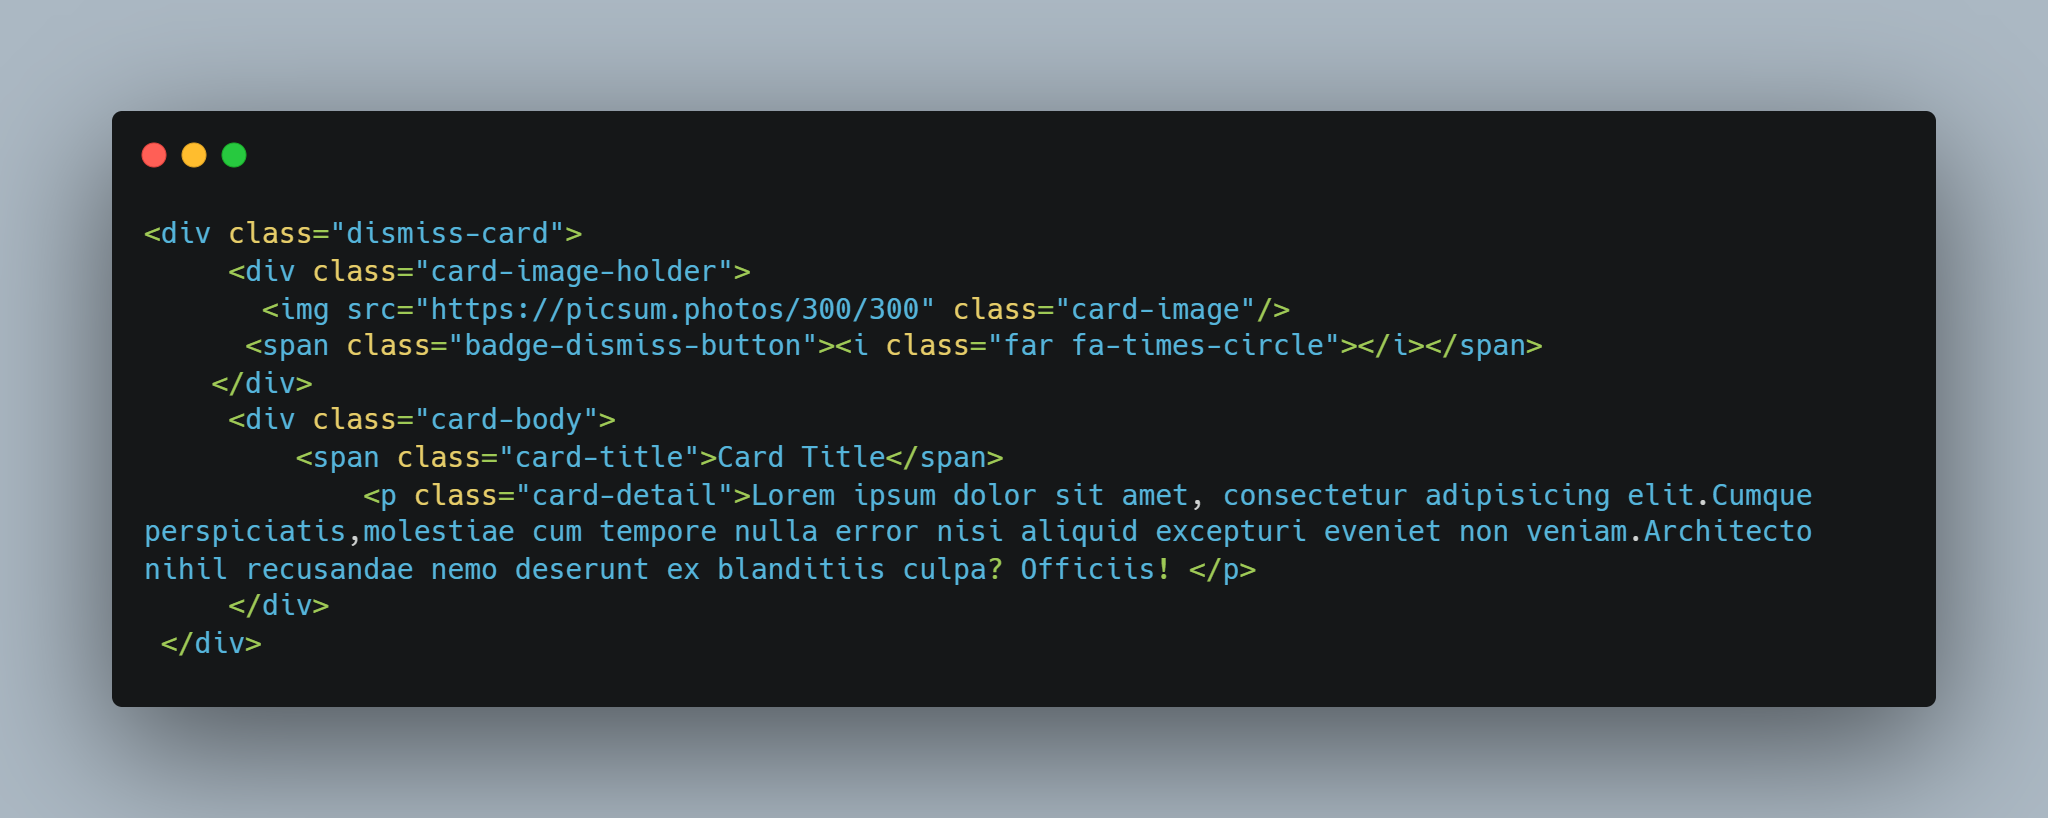 <div class="dismiss-card">
     <div class="card-image-holder">
       <img src="https://picsum.photos/300/300" class="card-image"/>
      <span class="badge-dismiss-button"><i class="far fa-times-circle"></i></span>
    </div>
     <div class="card-body">
         <span class="card-title">Card Title</span>
             <p class="card-detail">Lorem ipsum dolor sit amet, consectetur adipisicing elit.Cumque
perspiciatis,molestiae cum tempore nulla error nisi aliquid excepturi eveniet non veniam.Architecto
nihil recusandae nemo deserunt ex blanditiis culpa? Officiis! </p>
     </div>
 </div>